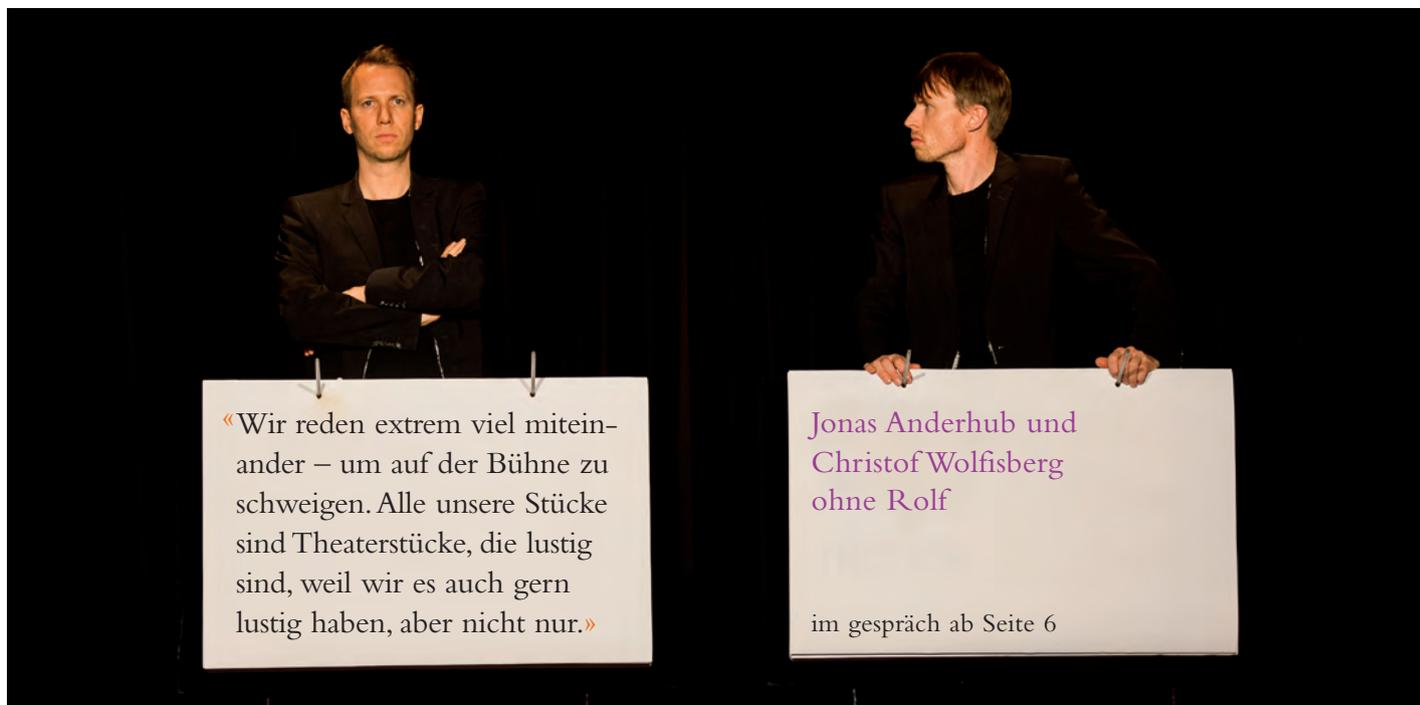 «Wir reden extrem viel mitein-
ander – um auf der Bühne zu
schweigen. Alle unsere Stücke
sind Theaterstücke, die lustig
sind, weil wir es auch gern
lustig haben, aber nicht nur.»
Jonas Anderhub und
Christof Wolfisberg
ohne Rolf
im gespräch ab Seite 6